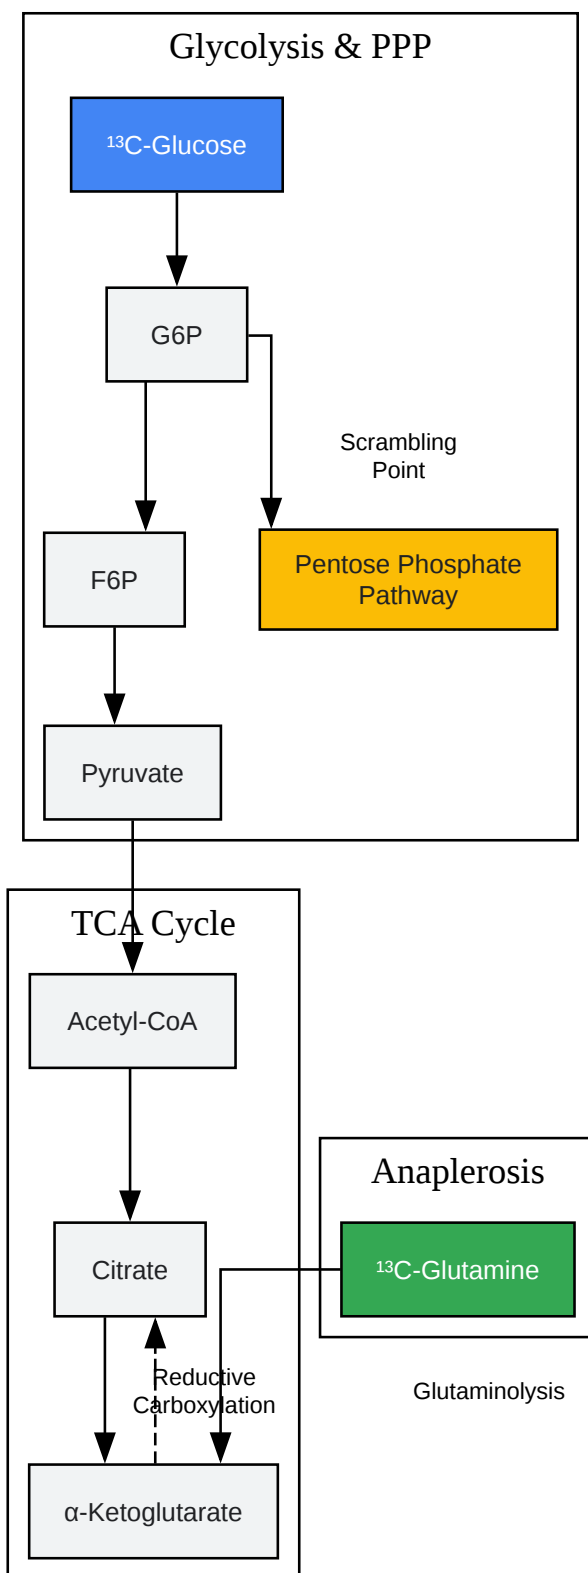 Glycolysis & PPP
¹³C-Glucose
G6P
Scrambling
Point
F6P
Pentose Phosphate
Pathway
Pyruvate
TCA Cycle
Acetyl-CoA
Anaplerosis
Citrate
¹³C-Glutamine
Reductive
Carboxylation
Glutaminolysis
α-Ketoglutarate